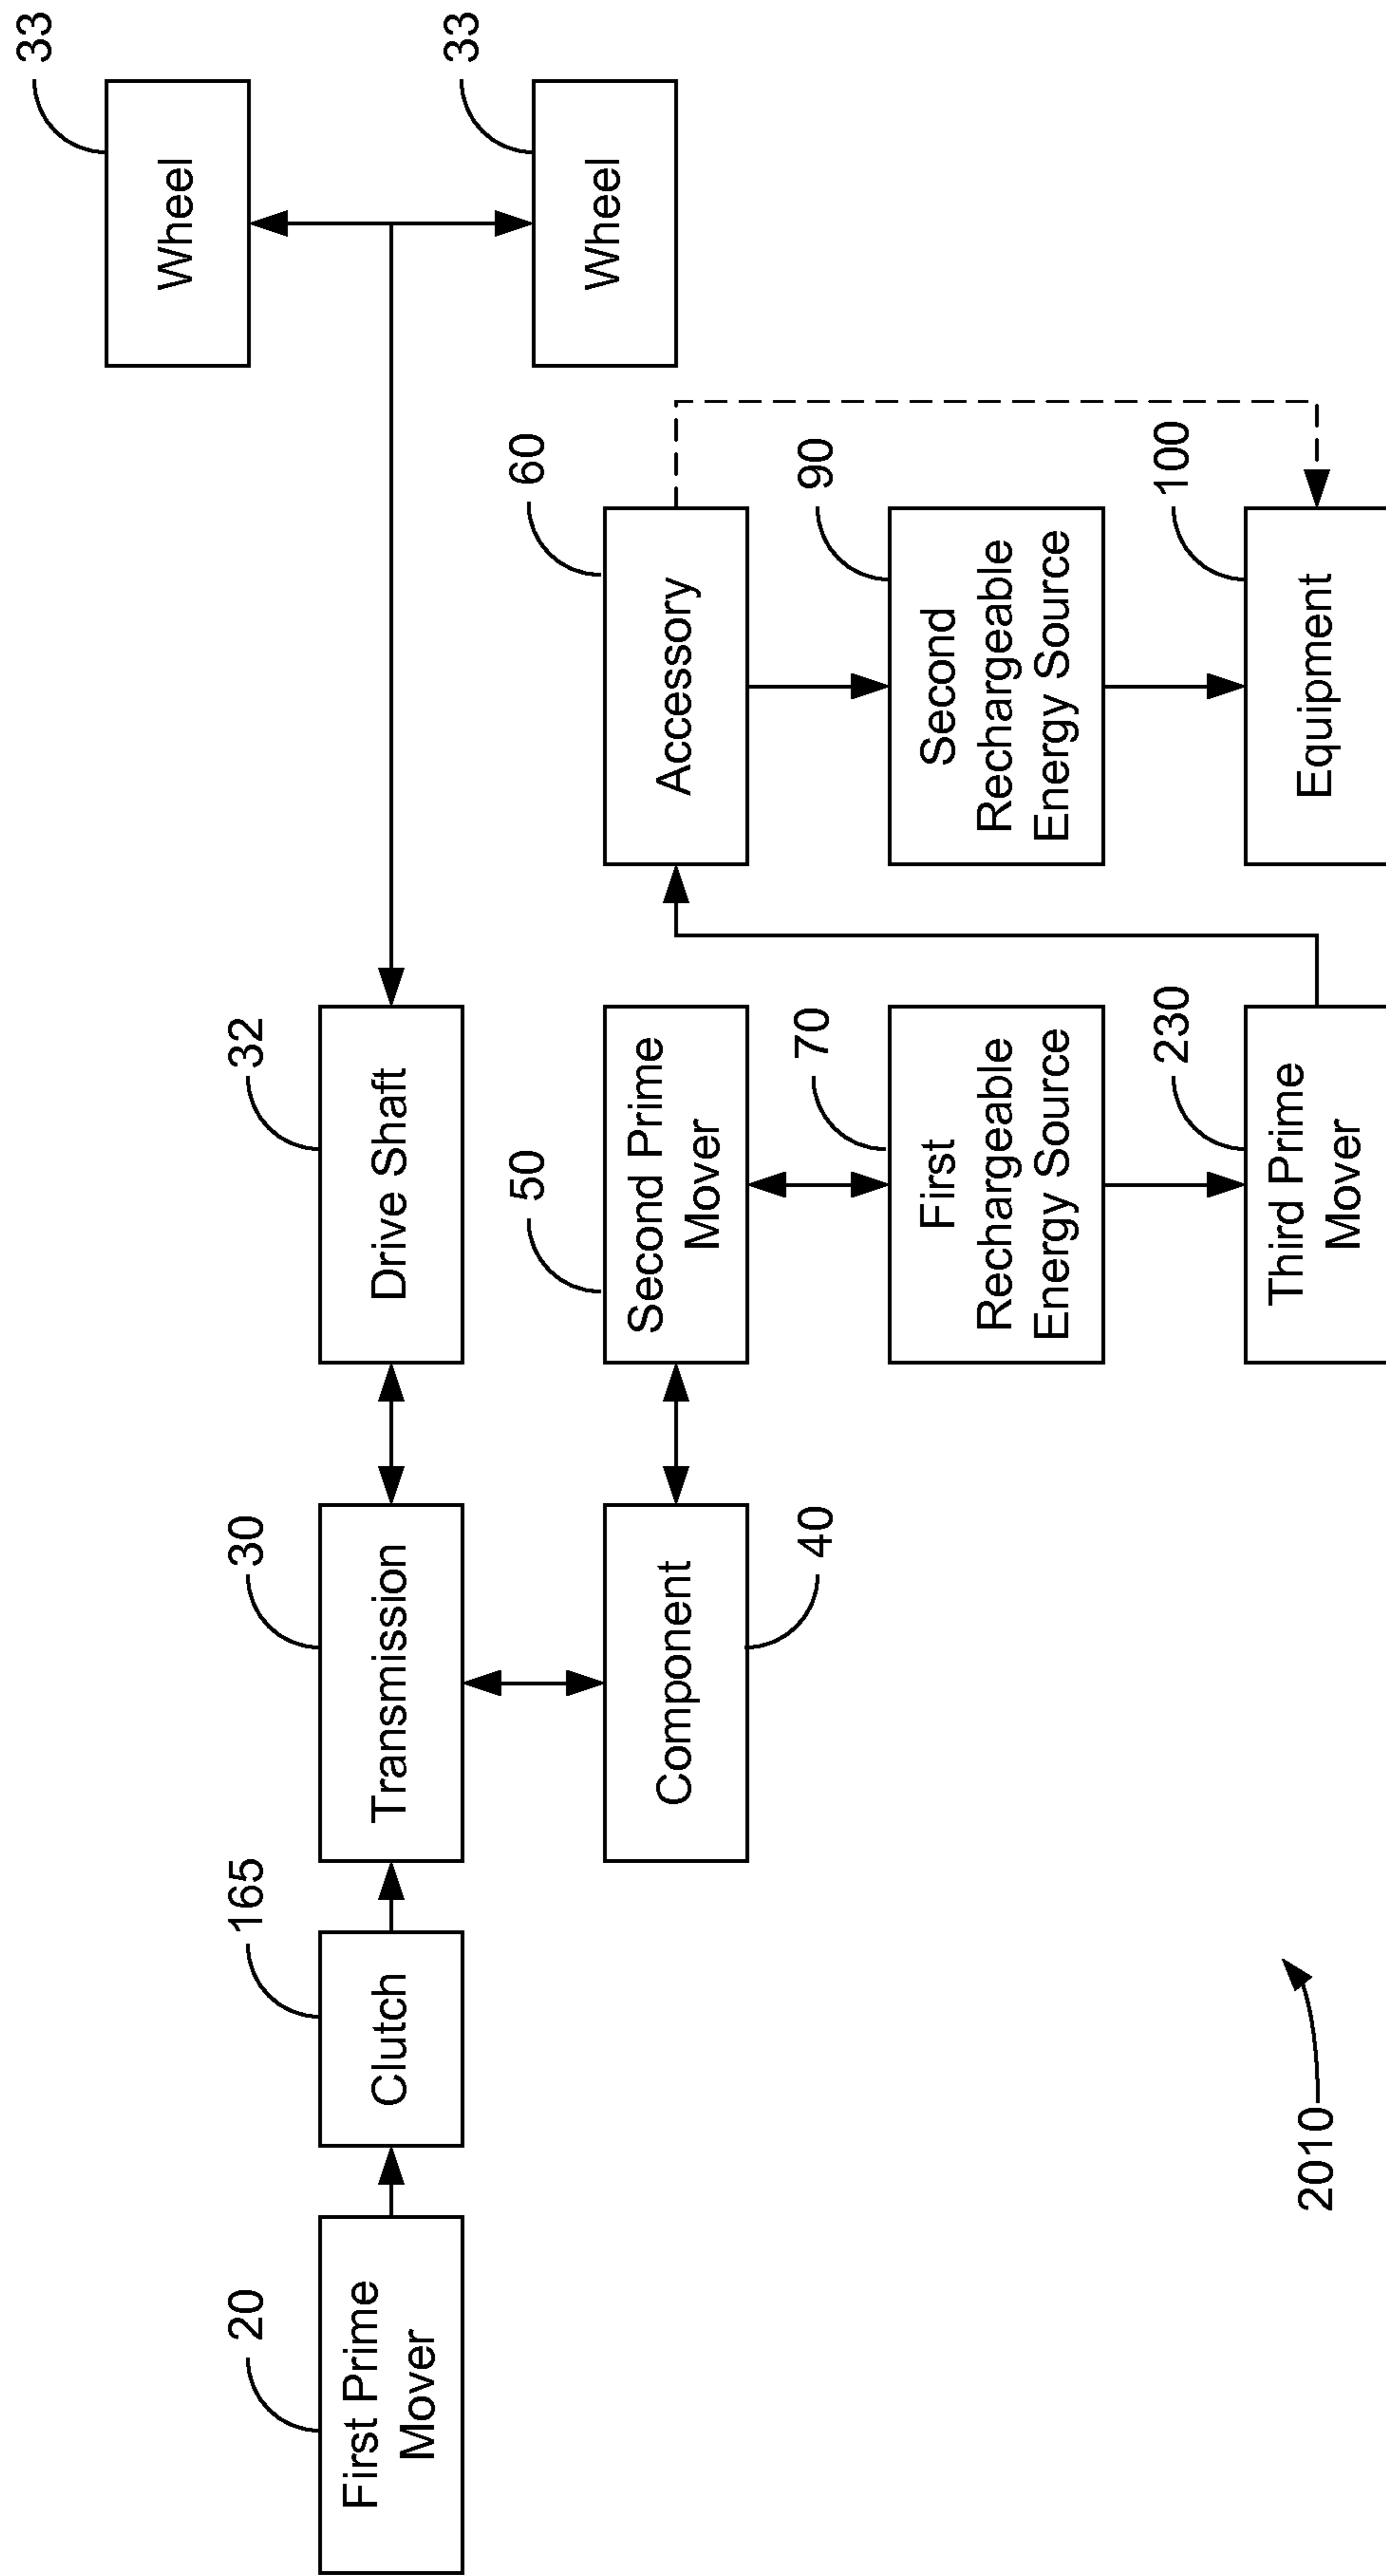 33
Wheel
33
Wheel
20
First Prime
Mover
165
Clutch
30
Transmission
32
Drive Shaft
Component
40
50
Second Prime
Mover
60
Accessory
70
First
Rechargeable
Energy Source
90
Second
Rechargeable
Energy Source
230
Third Prime
Mover
100
Equipment
2010